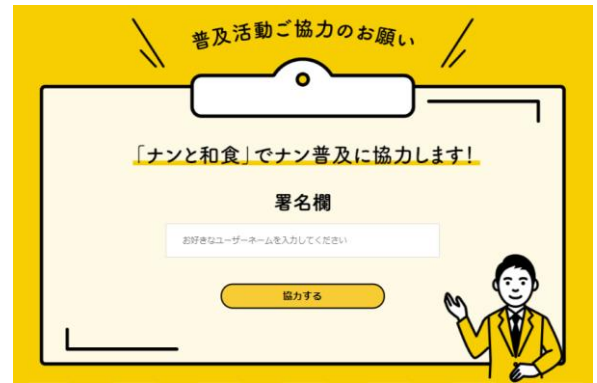 普及活動ご協力のお願い
「ナンと和食」でナン普及に協力します!
署名欄
お好きなユーザーネームを入力してください
協力する